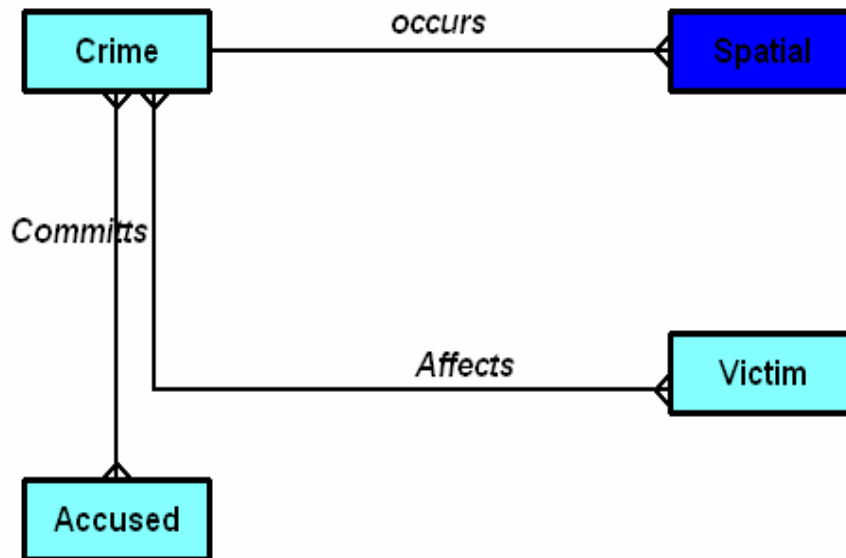 occurs
Crime
Spatial
Committs
Affects
Victim
Accused